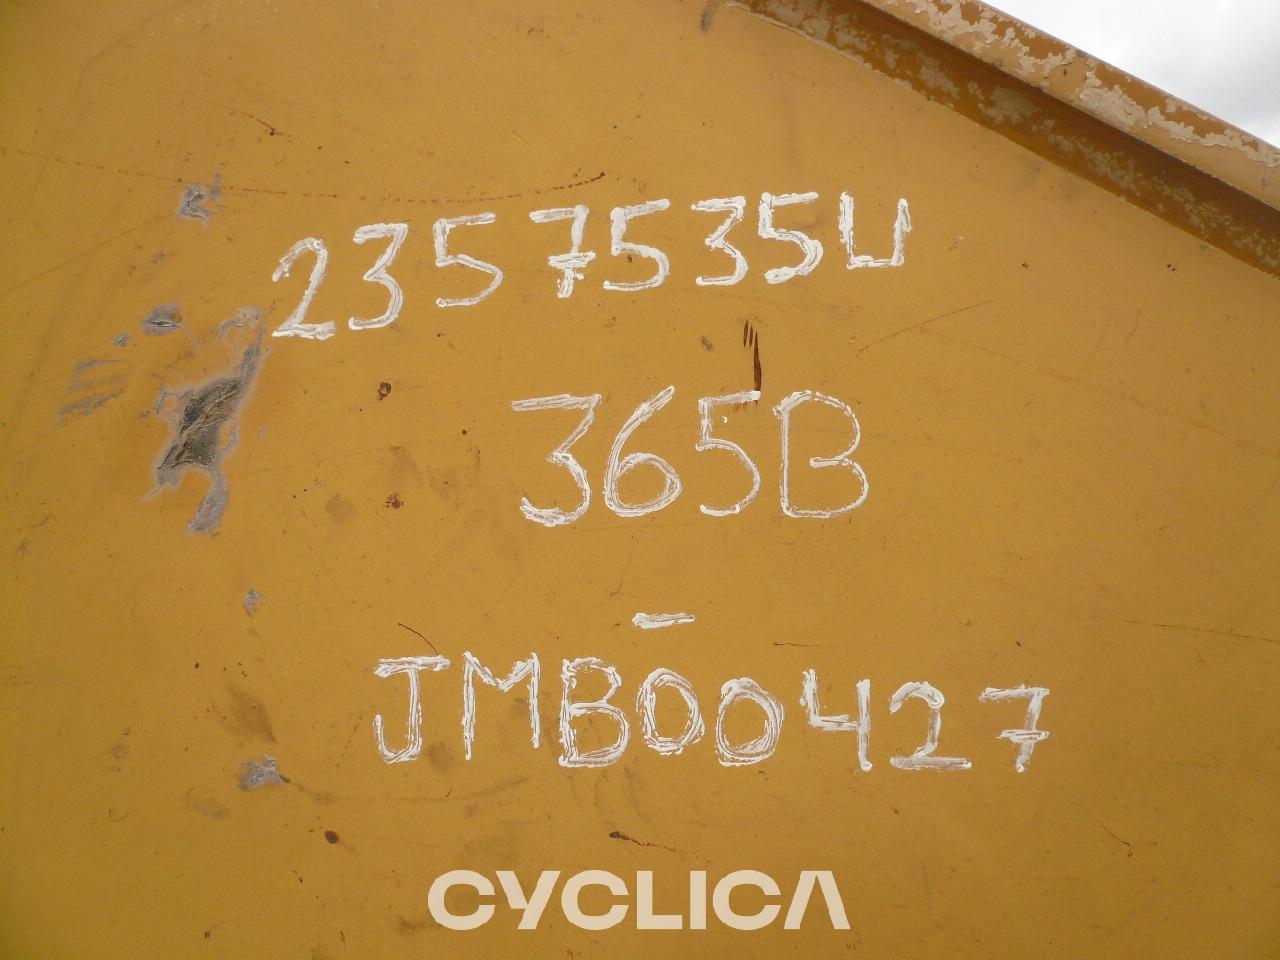 2357535U
365B
-
JMB00427
CYCLICA